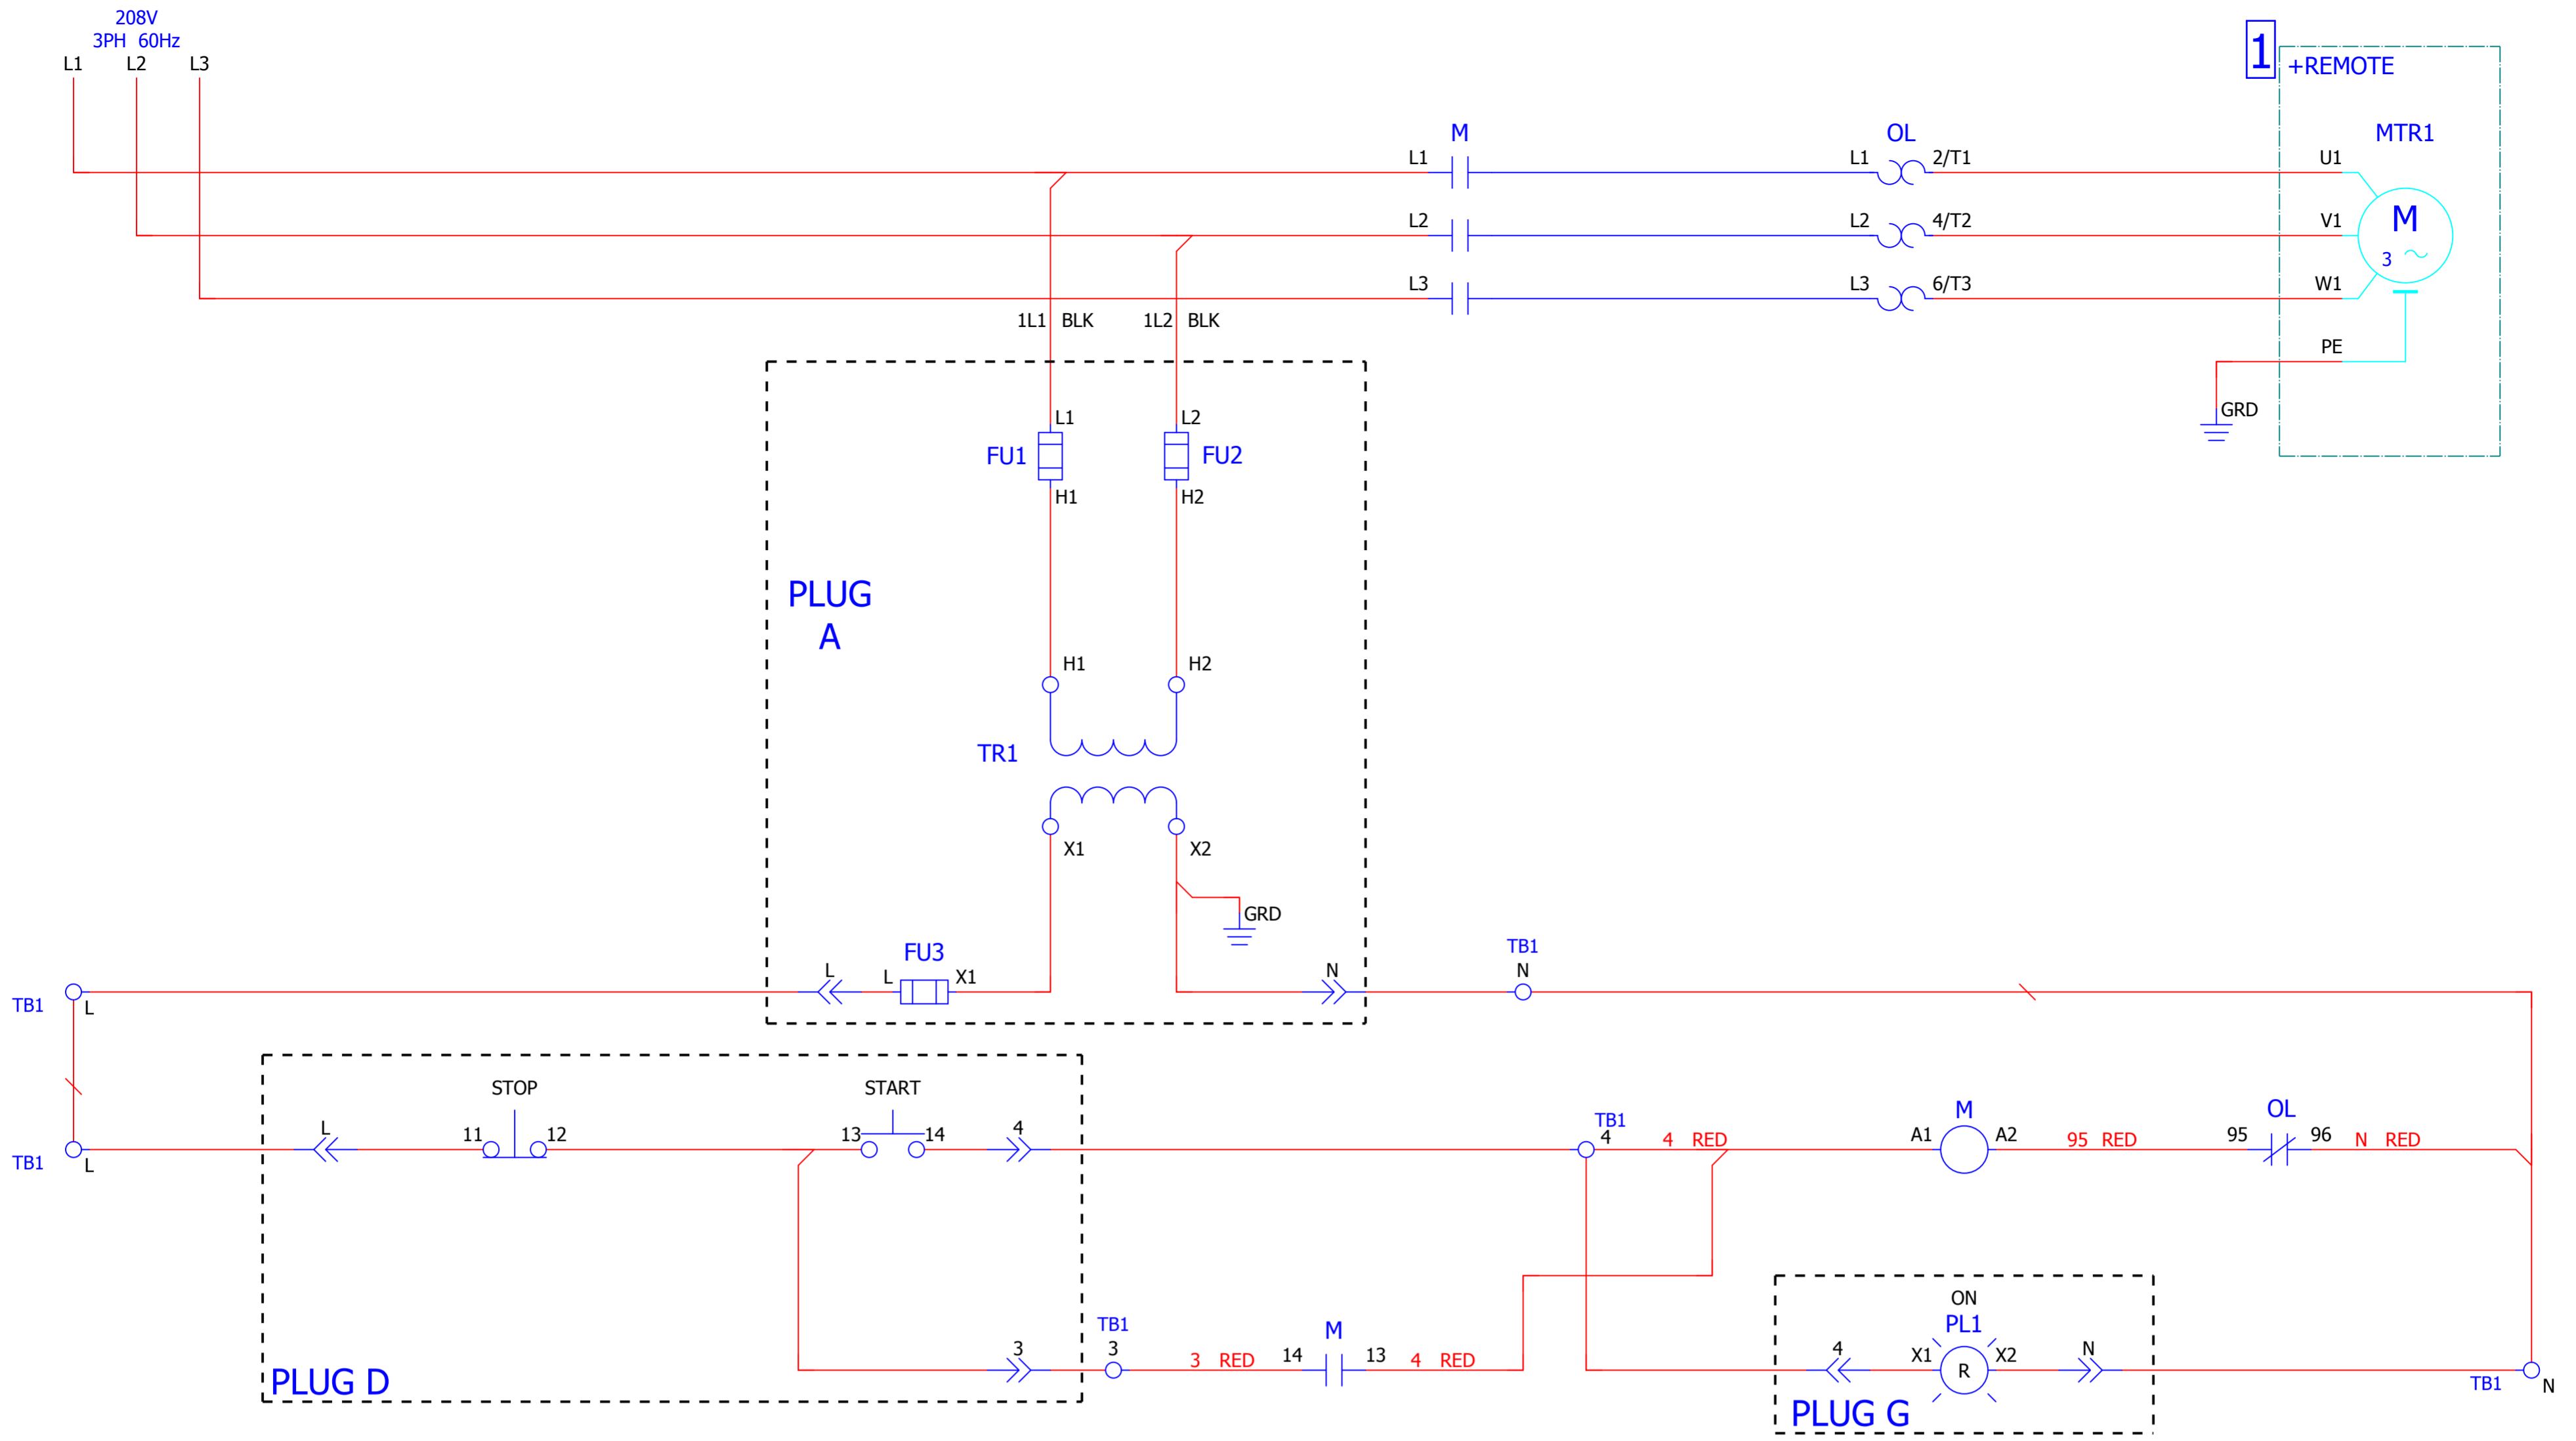 208V
3PH 60Hz
L1 L2 L3
1
+REMOTE
M OL MTR1
L1 L1 2/T1 U1
L2 L2 4/T2 V1
M
3
L3 L3 6/T3 W1
1L1 BLK 1L2 BLK
PE
GRD
L1 L2
FU1 FU2
H1 H2
PLUG
A
H1 H2
TR1
X1 X2
GRD
FU3
TB1
L L X1 N N
TB1 L
STOP START
L 11 12 13 14 4
TB1 L
TB1
4 4 RED
M
A1 A2 95 RED
OL
95 96 N RED
ON
PL1
TB1
3 3 3 RED 14 M 13 4 RED
4 X1 R X2 N
TB1 N
PLUG D
PLUG G